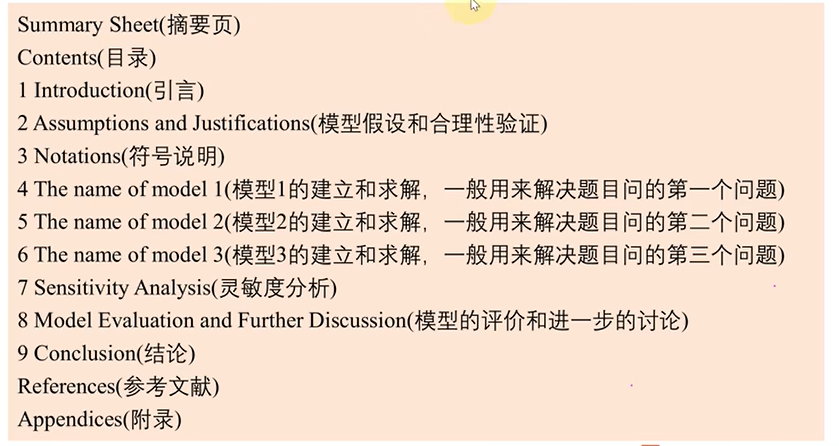 Summary Sheet(摘要页)
Contents(目录)
1 Introduction(引言)
2 Assumptions and Justifications(模型假设和合理性验证)
3 Notations(符号说明)
4 The name of model 1(模型1的建立和求解，一般用来解决题目问的第一个问题)
5 The name of model 2(模型2的建立和求解，一般用来解决题目问的第二个问题)
6 The name of model 3(模型3的建立和求解，一般用来解决题目问的第三个问题)
7 Sensitivity Analysis(灵敏度分析)
8 Model Evaluation and Further Discussion(模型的评价和进一步的讨论)
9 Conclusion(结论)
References(参考文献)
Appendices(附录)